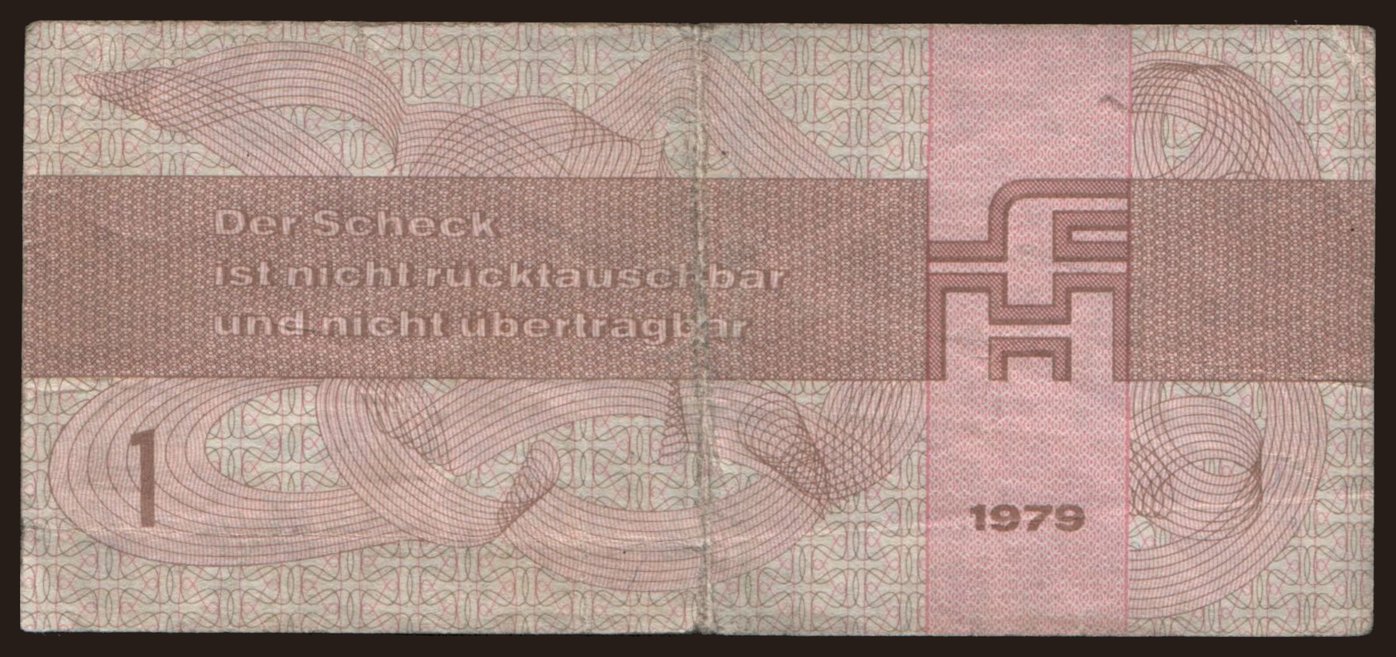 Der Scheck
ist nicht rücktauschbar
und nicht übertragbar
1
1979